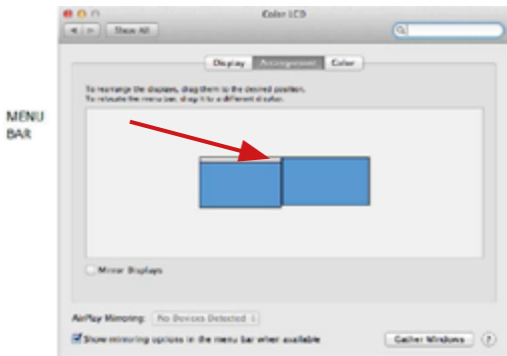 Color LCD
Show All
Display Arrangement Color
To rearrange the displays, drag them to the desired position.
To relocate the menu bar, drag it to a different display.
MENU
BAR
Mirror Displays
AirPlay Mirroring: No Devices Detected
Show mirroring options in the menu bar when available
Gather Windows ?